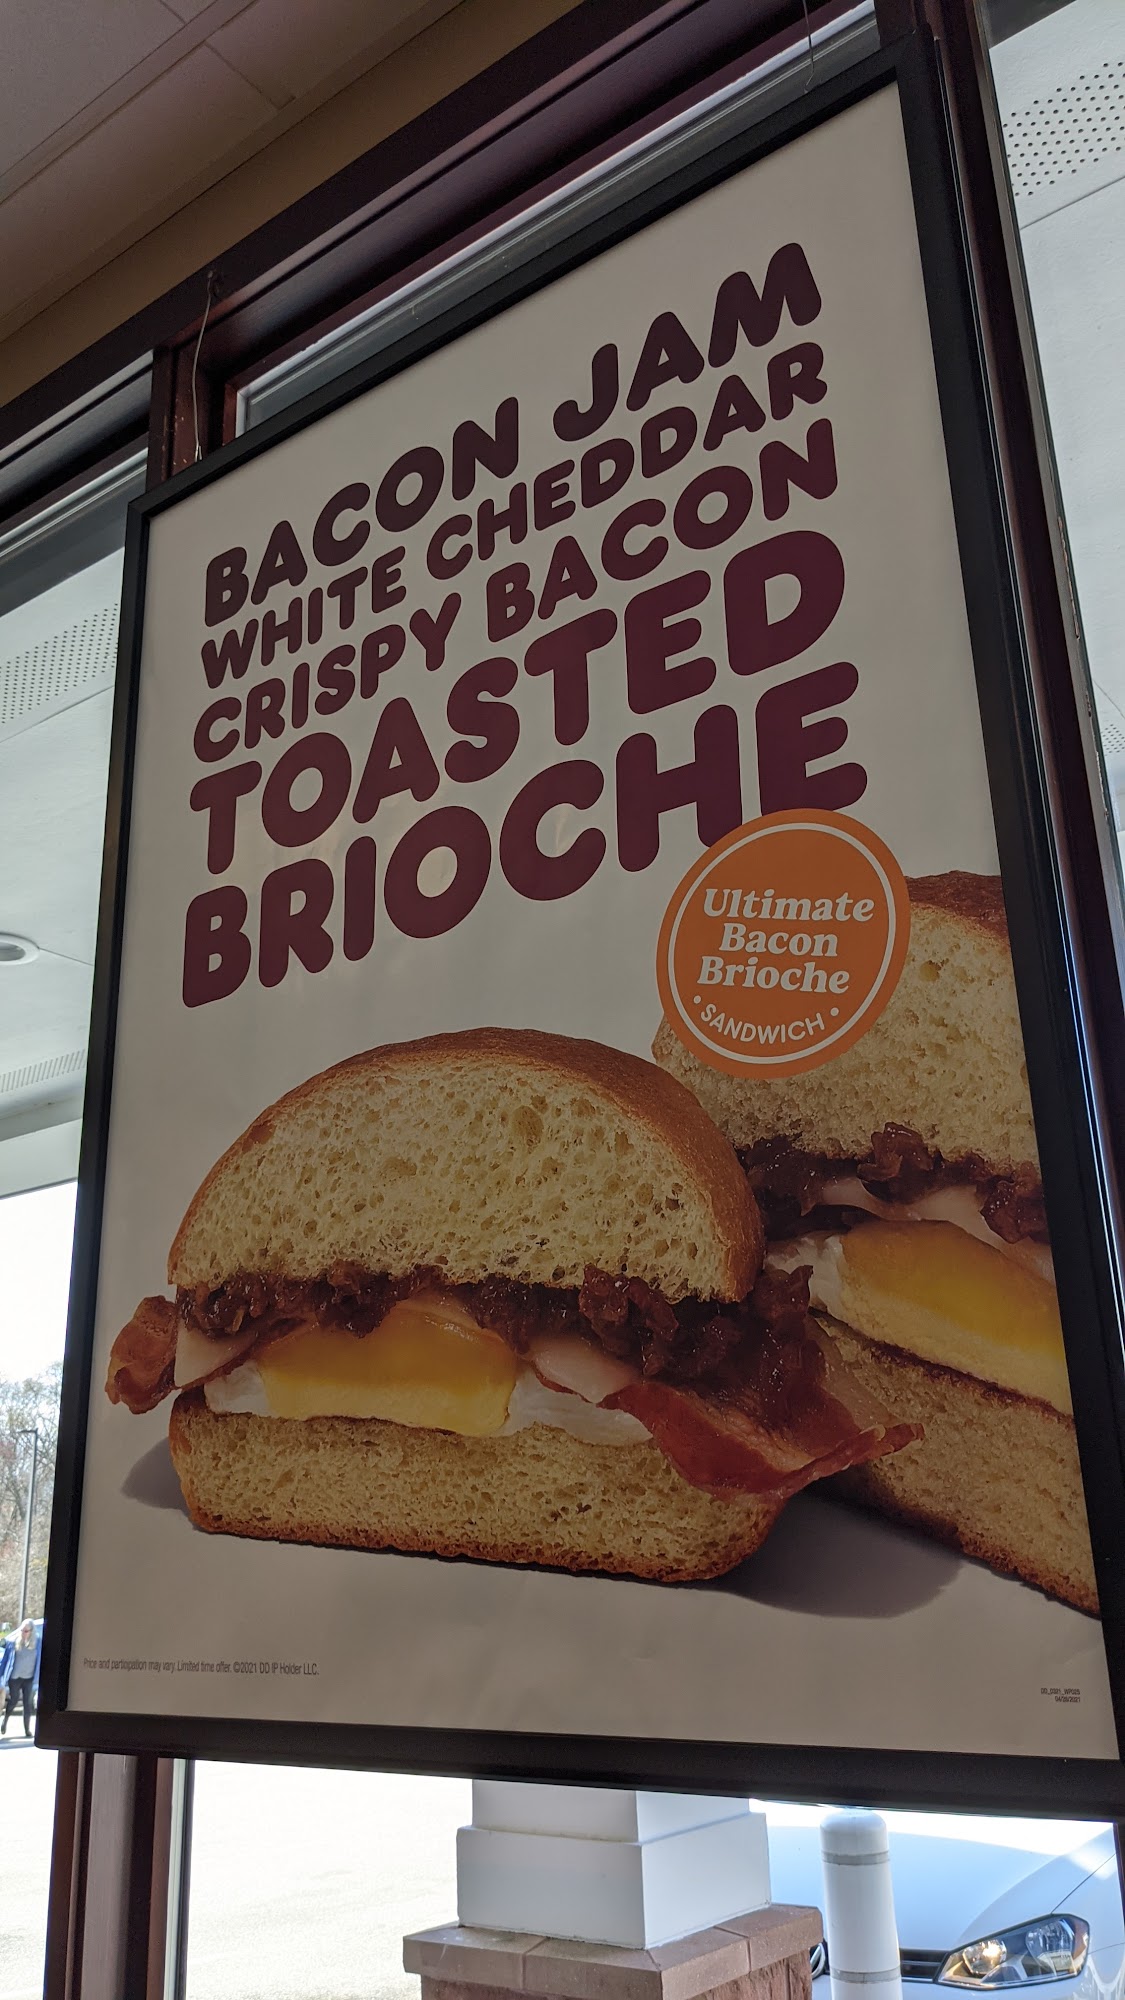 BACON JAM
WHITE CHEDDAR
CRISPY BACON
TOASTED
BRIOCHE
Ultimate
Bacon
Brioche
• SANDWICH •
Price and participation may vary. Limited time offer. ©2021 DD IP Holder LLC.